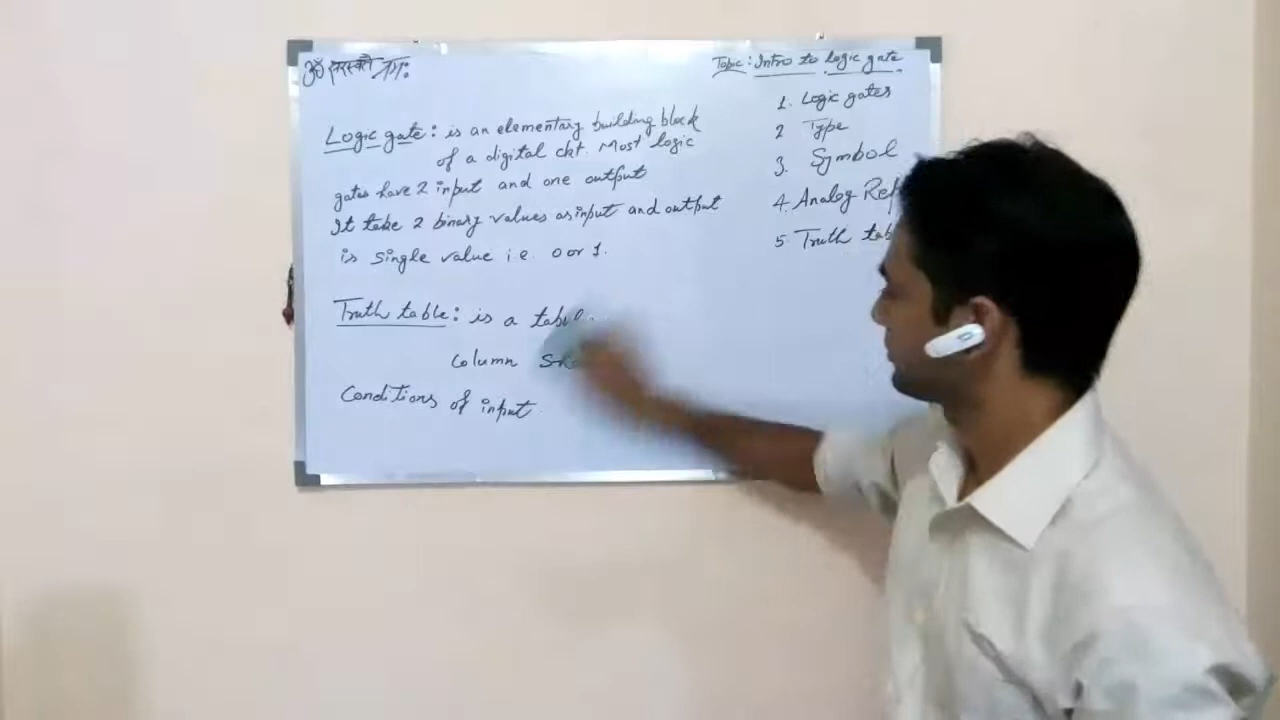 ॐ सरस्वत्यै नमः
Topic: Intro to Logic gate
1. Logic gates
2 Type
3. Symbol
4. Analog Rep
5 Truth tab
Logic gate: is an elementary building block
of a digital ckt. Most logic
gates have 2 input and one output
It take 2 binary values as input and output
is single value i.e. 0 or 1.
Truth table: is a tabul
Column
Conditions of input